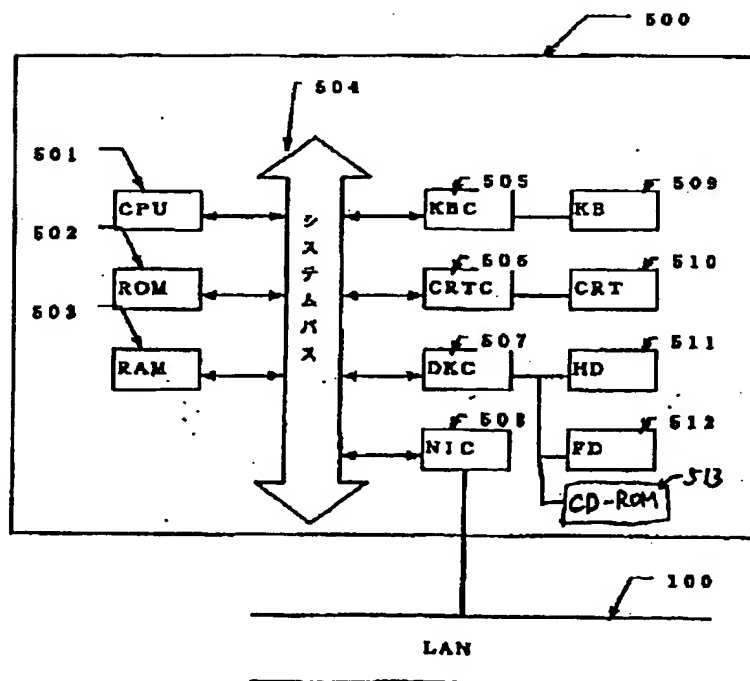 500
504
501
CPU
502
ROM
503
RAM
システムバス
505
KBC
509
KB
506
CRTC
510
CRT
507
DKC
511
HD
508
NIC
512
FD
513
CD-ROM
100
LAN